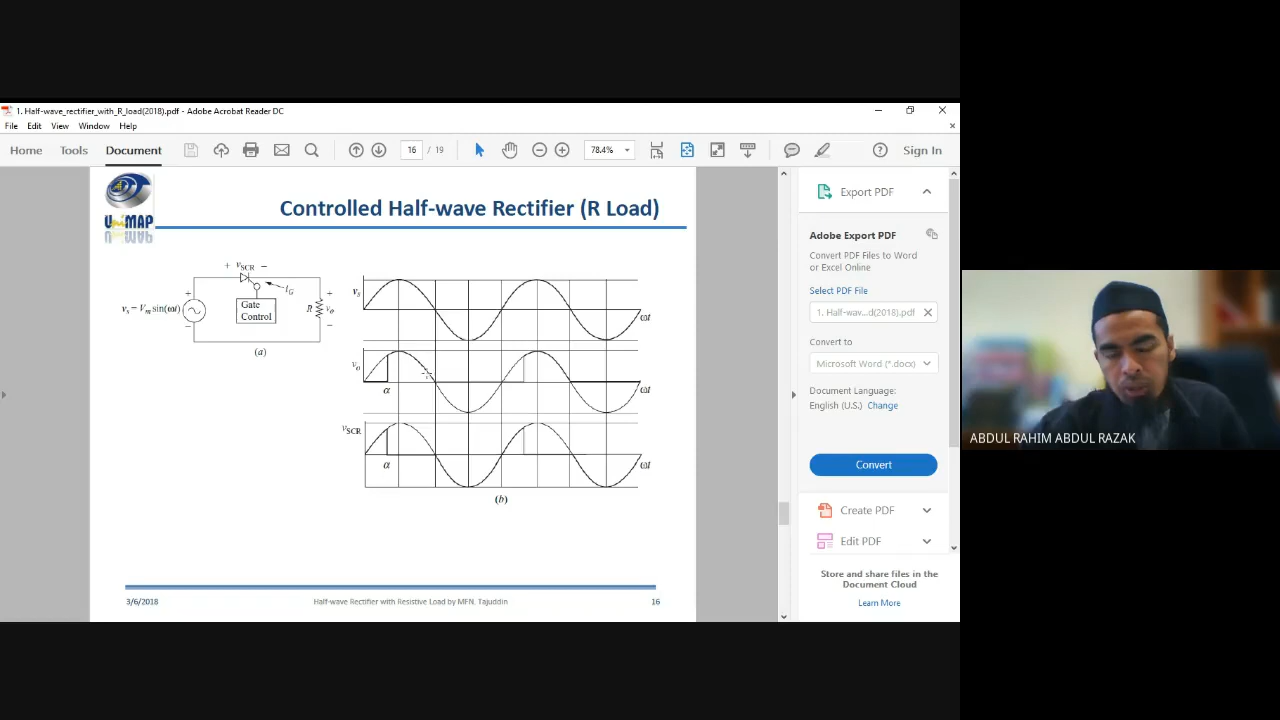 1. Half-wave_rectifier_with_R_load(2018).pdf - Adobe Acrobat Reader DC
File Edit View Window Help
Home Tools Document 16 / 19 78.4% Sign In
UniMAP
Controlled Half-wave Rectifier (R Load)
+ vSCR −
iG
vs = Vm sin(ωt)
+
−
Gate
Control
R
+
vo
−
(a)
vs
ωt
vo
α
ωt
vSCR
α
ωt
(b)
3/6/2018 Half-wave Rectifier with Resistive Load by MFN, Tajuddin 16
Export PDF
Adobe Export PDF
Convert PDF Files to Word
or Excel Online
Select PDF File
1. Half-wav...d(2018).pdf
Convert to
Microsoft Word (*.docx)
Document Language:
English (U.S.) Change
Convert
Create PDF
Edit PDF
Store and share files in the
Document Cloud
Learn More
ABDUL RAHIM ABDUL RAZAK